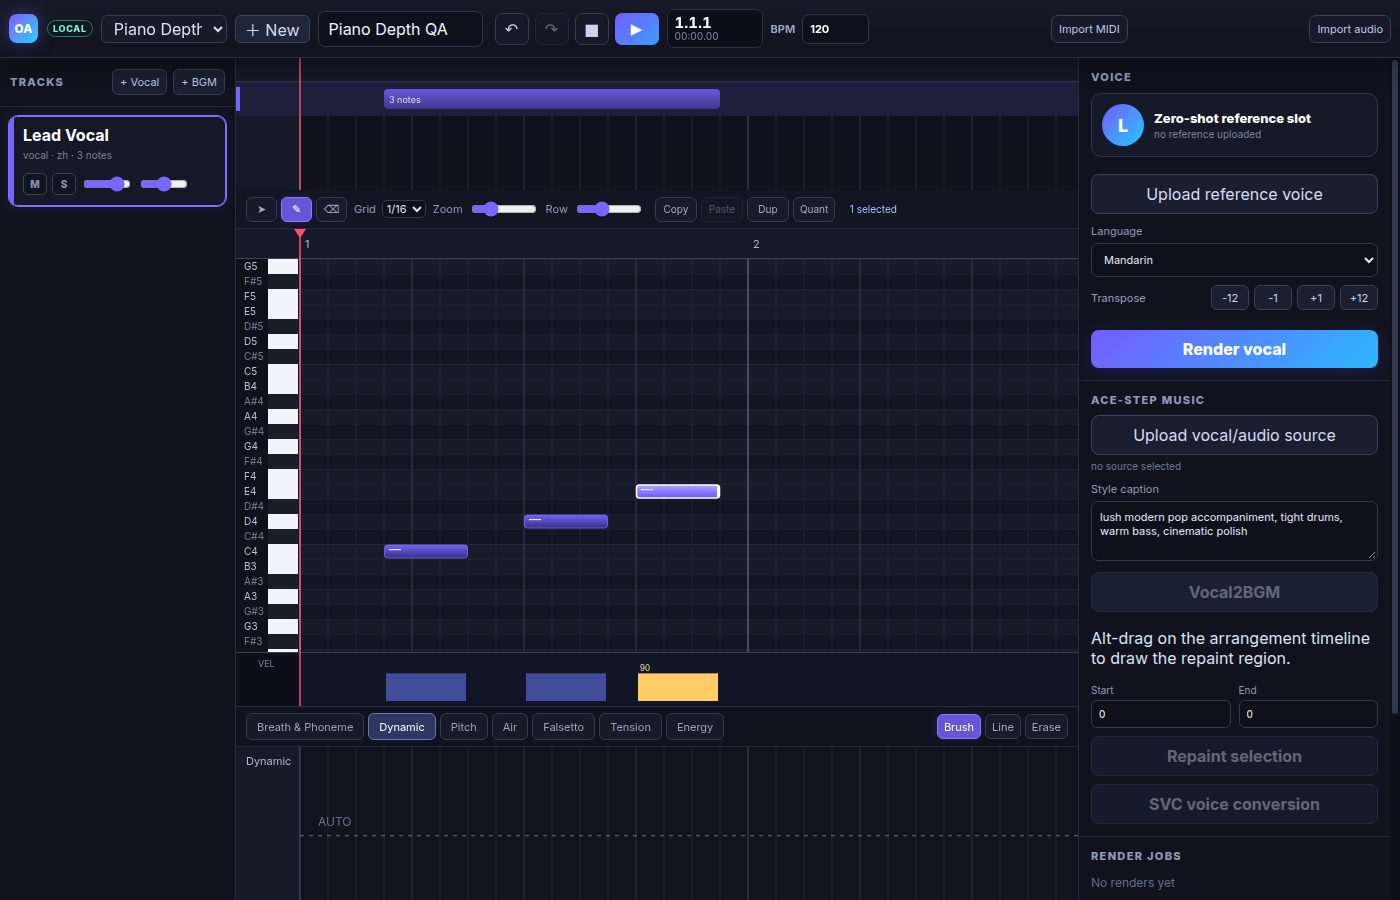 OA LOCAL Piano Depth + New Piano Depth QA 1.1.1 00:00.00 BPM 120 Import MIDI Import audio
TRACKS + Vocal + BGM
Lead Vocal
vocal · zh · 3 notes
M S
3 notes
Grid 1/16 Zoom Row Copy Paste Dup Quant 1 selected
1 2
G5
F#5
F5
E5
D#5
D5
C#5
C5
B4
A#4
A4
G#4
G4
F#4
F4
E4
D#4
D4
C#4
C4
B3
A#3
A3
G#3
G3
F#3
VEL
90
Breath & Phoneme Dynamic Pitch Air Falsetto Tension Energy Brush Line Erase
Dynamic
AUTO
VOICE
L
Zero-shot reference slot
no reference uploaded
Upload reference voice
Language
Mandarin
Transpose -12 -1 +1 +12
Render vocal
ACE-STEP MUSIC
Upload vocal/audio source
no source selected
Style caption
lush modern pop accompaniment, tight drums,
warm bass, cinematic polish
Vocal2BGM
Alt-drag on the arrangement timeline
to draw the repaint region.
Start End
0 0
Repaint selection
SVC voice conversion
RENDER JOBS
No renders yet